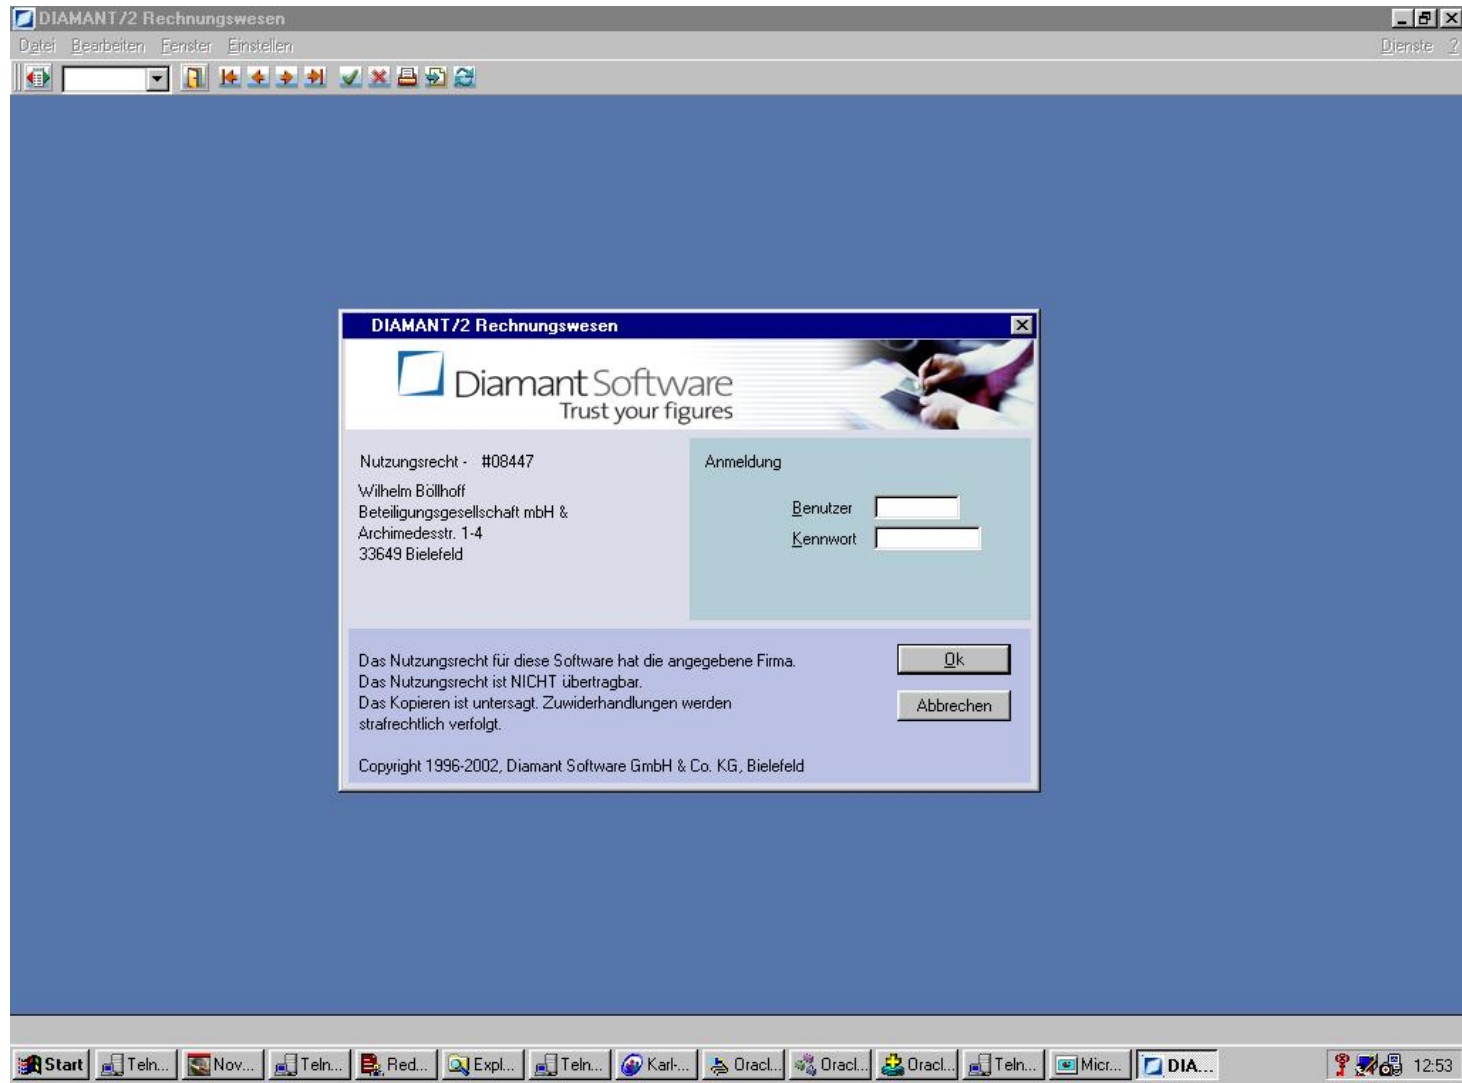 DIAMANT/2 Rechnungswesen
Datei Bearbeiten Fenster Einstellen Dienste ?
DIAMANT/2 Rechnungswesen
Diamant Software
Trust your figures
Nutzungsrecht - #08447
Wilhelm Böllhoff
Beteiligungsgesellschaft mbH &
Archimedesstr. 1-4
33649 Bielefeld
Anmeldung
Benutzer
Kennwort
Das Nutzungsrecht für diese Software hat die angegebene Firma.
Das Nutzungsrecht ist NICHT übertragbar.
Das Kopieren ist untersagt. Zuwiderhandlungen werden
strafrechtlich verfolgt.
Copyright 1996-2002, Diamant Software GmbH & Co. KG, Bielefeld
Ok
Abbrechen
Start Teln... Nov... Teln... Red... Expl... Teln... Karl-... Oracl... Oracl... Oracl... Teln... Micr... DIA... 12:53